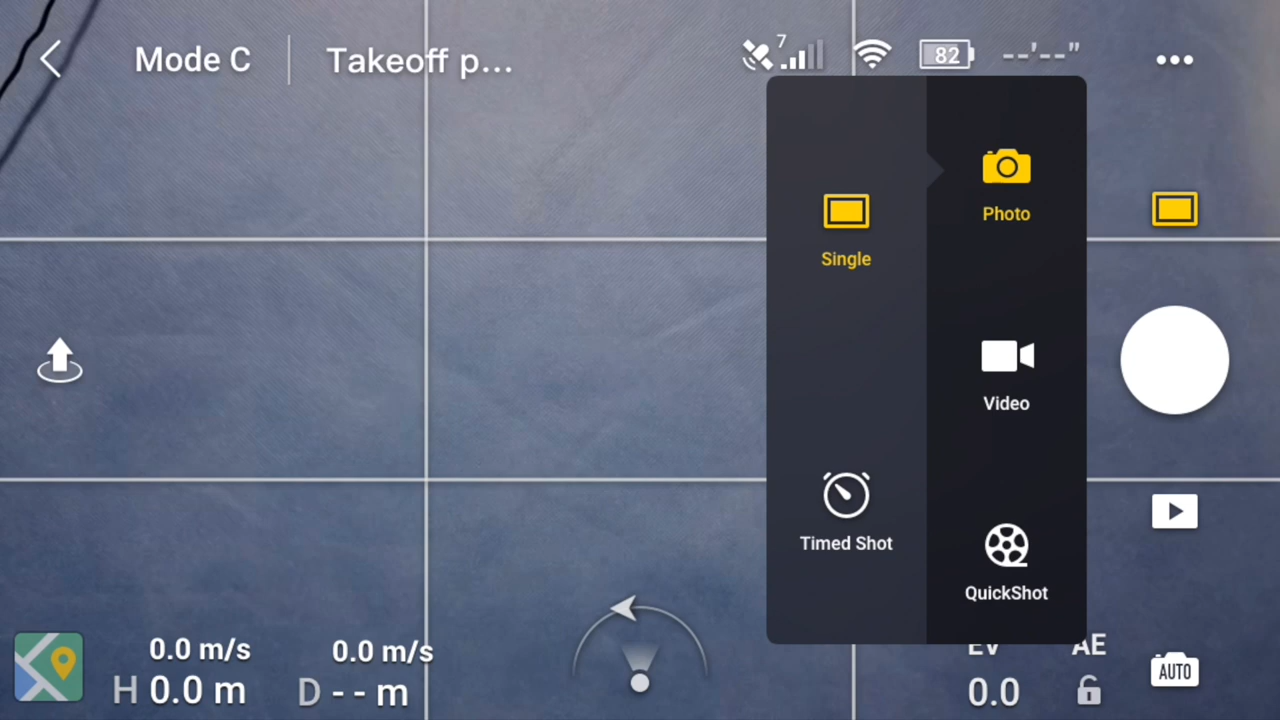 Mode C
Takeoff p...
7
82
--'--"
Photo
Single
Video
Timed Shot
QuickShot
0.0 m/s
0.0 m/s
H 0.0 m
D -- m
EV
AE
0.0
AUTO